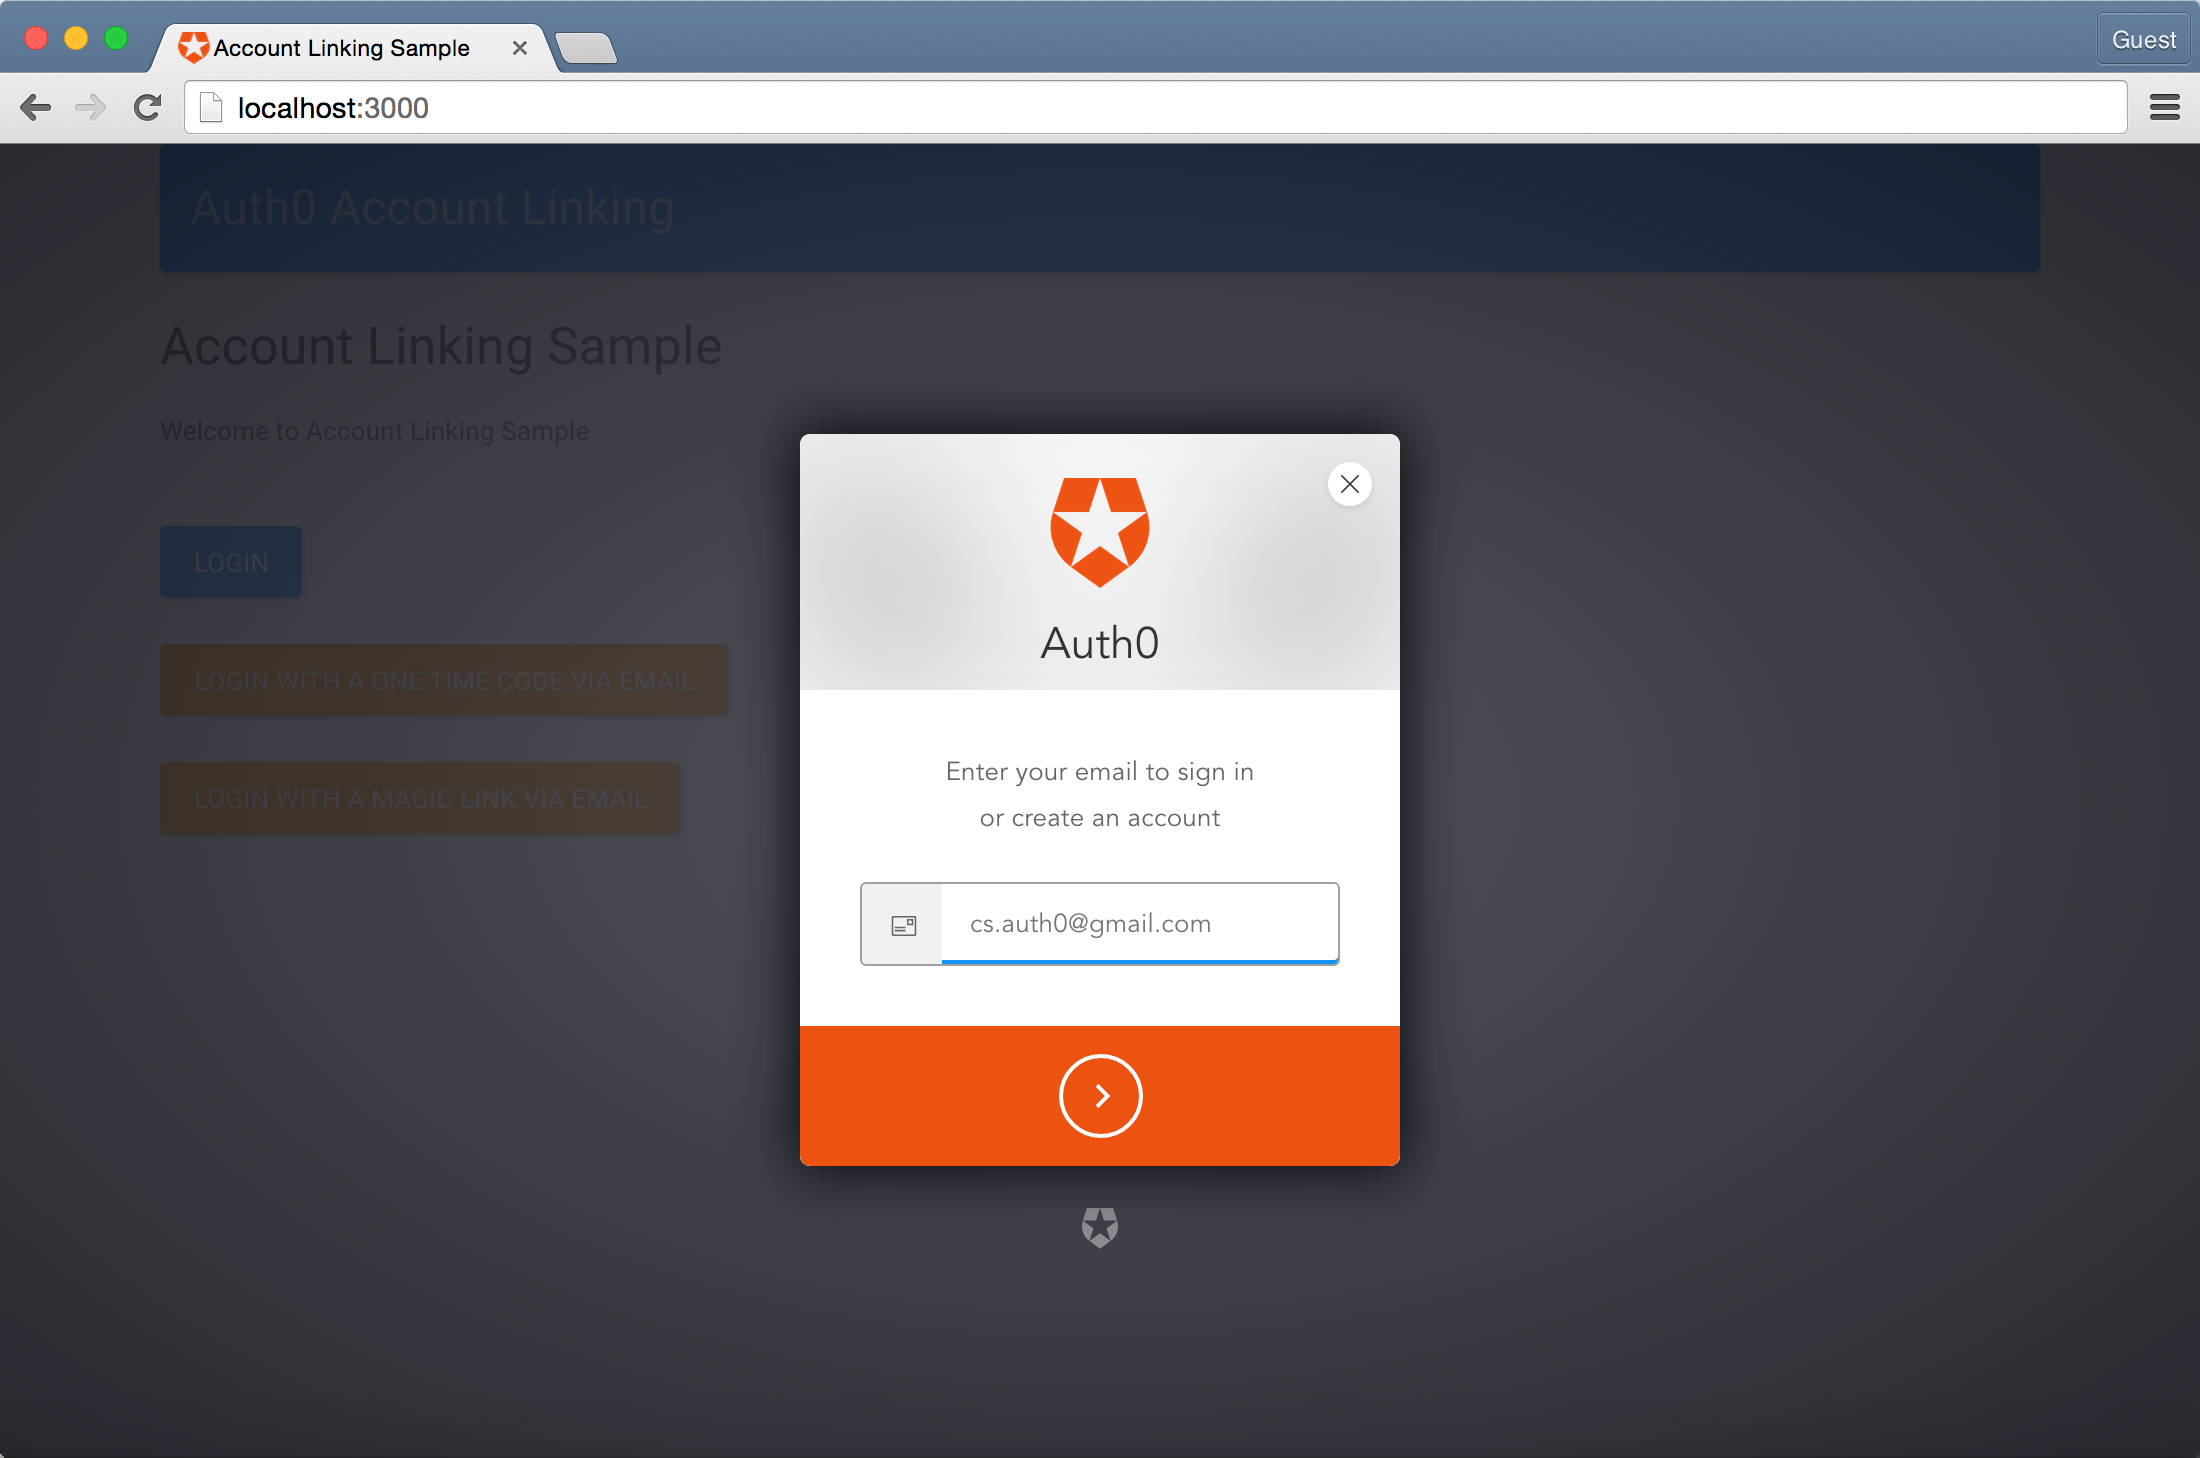 Account Linking Sample
Guest
localhost:3000
Auth0 Account Linking
Account Linking Sample
Welcome to Account Linking Sample
LOGIN
LOGIN WITH A ONE TIME CODE VIA EMAIL
LOGIN WITH A MAGIC LINK VIA EMAIL
Auth0
Enter your email to sign in
or create an account
cs.auth0@gmail.com